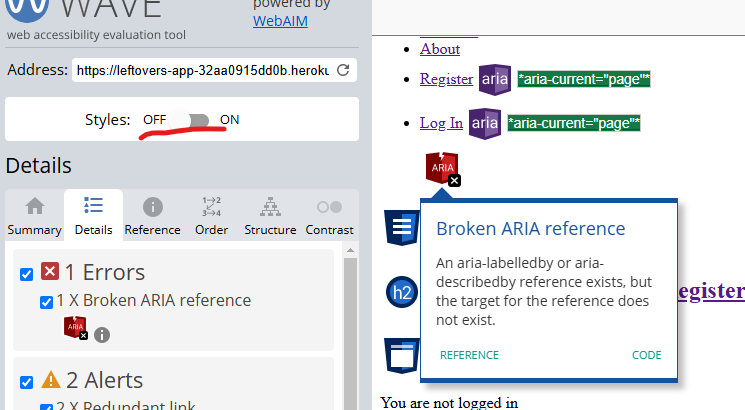 WAVE
powered by
WebAIM
web accessibility evaluation tool
Address: https://leftovers-app-32aa0915dd0b.heroku
Styles: OFF ON
Details
Summary Details Reference Order Structure Contrast
1 Errors
1 X Broken ARIA reference
ARIA
2 Alerts
2 X Redundant link
About
Register aria *aria-current="page"*
Log In aria *aria-current="page"*
ARIA
Broken ARIA reference
An aria-labelledby or aria-
describedby reference exists, but
the target for the reference does
not exist.
REFERENCE CODE
h2
egister
You are not logged in